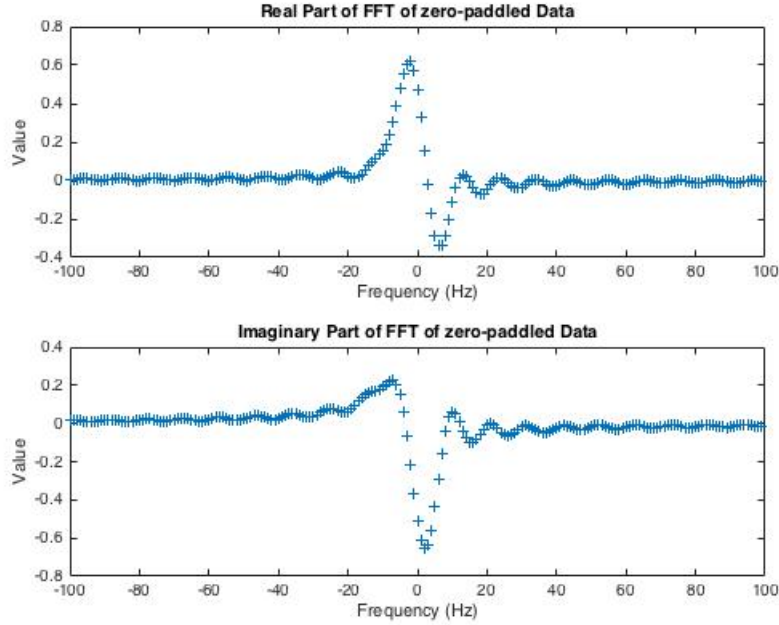 Real Part of FFT of zero-paddled Data
0.8
0.6
0.4
0.2
0
-0.2
-0.4
Value
-100 -80 -60 -40 -20 0 20 40 60 80 100
Frequency (Hz)
Imaginary Part of FFT of zero-paddled Data
0.4
0.2
0
-0.2
-0.4
-0.6
-0.8
Value
-100 -80 -60 -40 -20 0 20 40 60 80 100
Frequency (Hz)